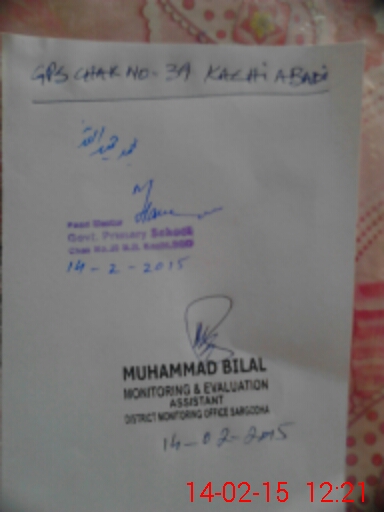 GPS CHAK NO-39 KACHI ABADI
Head Master
Govt. Primary School
14-2-2015
MUHAMMAD BILAL
MONITORING & EVALUATION
ASSISTANT
DISTRICT MONITORING OFFICE SARGODHA
14-02-2015
14-02-15 12:21